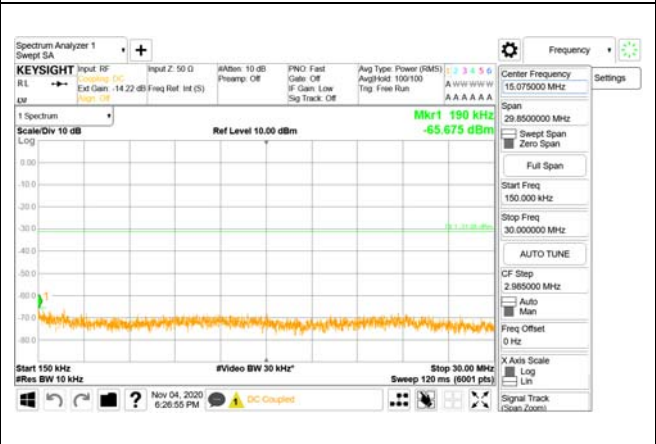 Spectrum Analyzer 1
Swept SA
Frequency
KEYSIGHT
RL
Input: RF
Coupling: DC
Ext Gain: -14.22 dB
Align: Off
Input Z: 50 Ω
Freq Ref: Int (S)
#Atten: 10 dB
Preamp: Off
PNO: Fast
Gate: Off
IF Gain: Low
Sig Track: Off
Avg Type: Power (RMS)
Avg|Hold: 100/100
Trig: Free Run
1 2 3 4 5 6
A W W W W W
A A A A A A
1 Spectrum
Scale/Div 10 dB
Log
Ref Level 10.00 dBm
Mkr1 190 kHz
-65.675 dBm
0.00
-10.0
-20.0
-30.0
-40.0
-50.0
-60.0
-70.0
-80.0
1
Start 150 kHz
#Res BW 10 kHz
#Video BW 30 kHz*
Stop 30.00 MHz
Sweep 120 ms (6001 pts)
Nov 04, 2020
6:26:55 PM
DC Coupled
Center Frequency
15.075000 MHz
Settings
Span
29.8500000 MHz
Swept Span
Zero Span
Full Span
Start Freq
150.000 kHz
Stop Freq
30.000000 MHz
AUTO TUNE
CF Step
2.985000 MHz
Auto
Man
Freq Offset
0 Hz
X Axis Scale
Log
Lin
Signal Track
(Span Zoom)